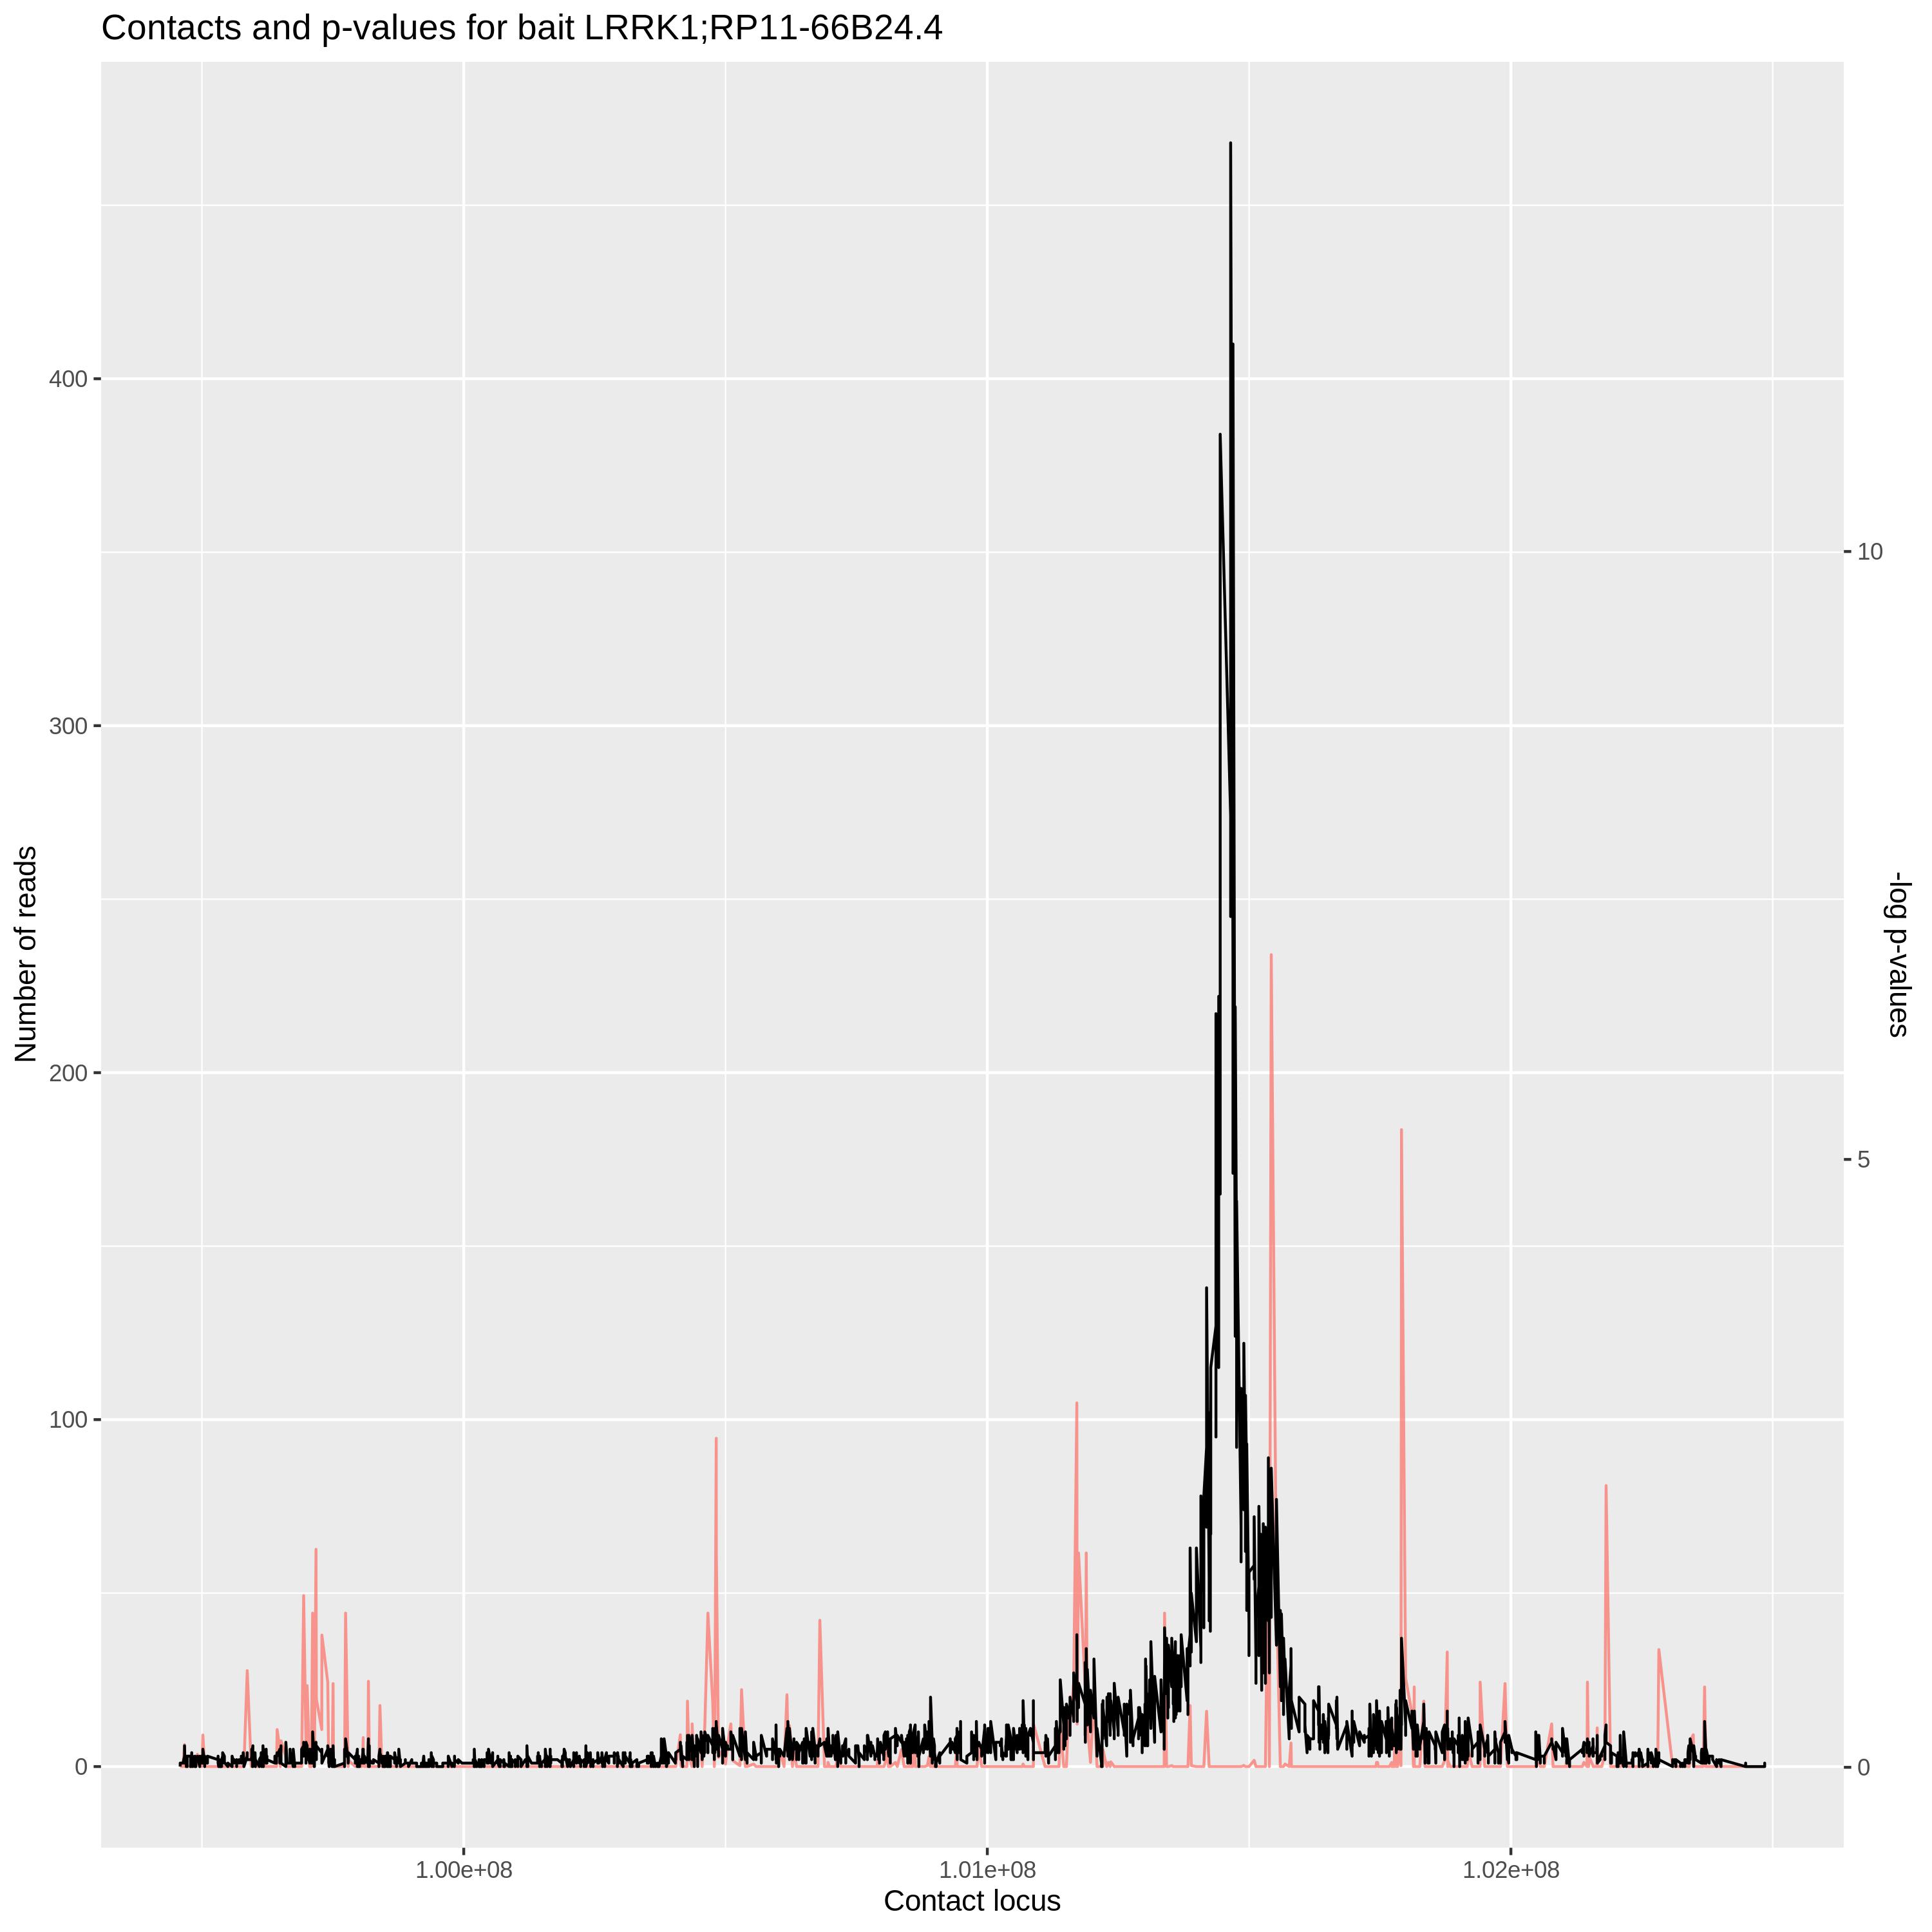 Contacts and p-values for bait LRRK1;RP11-66B24.4
400
300
200
100
0
Number of reads
10
5
0
-log p-values
1.00e+08
1.01e+08
1.02e+08
Contact locus